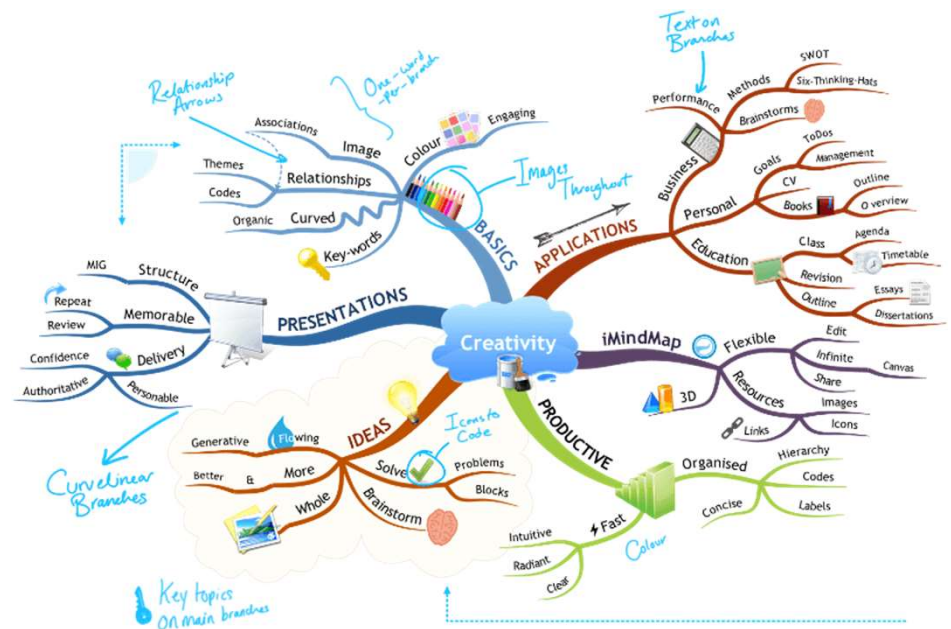 Text on
Branches
One-word
-per-branch
Relationship
Arrows
Images
Throughout
Icons to
Code
Colour
Curvelinear
Branches
Key topics
on main branches
Creativity
BASICS
Colour
Engaging
Image
Associations
Relationships
Themes
Codes
Curved
Organic
Key-words
APPLICATIONS
Business
Performance
Methods
SWOT
Six-Thinking-Hats
Brainstorms
Personal
Goals
ToDos
Management
CV
Books
Outline
O verview
Education
Class
Agenda
Timetable
Revision
Outline
Essays
Dissertations
iMindMap
Flexible
Edit
Infinite
Canvas
Share
Resources
Images
Icons
Links
3D
PRODUCTIVE
Organised
Hierarchy
Codes
Labels
Concise
Fast
Intuitive
Radiant
Clear
IDEAS
Flowing
Generative
More
&
Better
Whole
Solve
Problems
Blocks
Brainstorm
PRESENTATIONS
Structure
MIG
Memorable
Repeat
Review
Delivery
Confidence
Authoritative
Personable